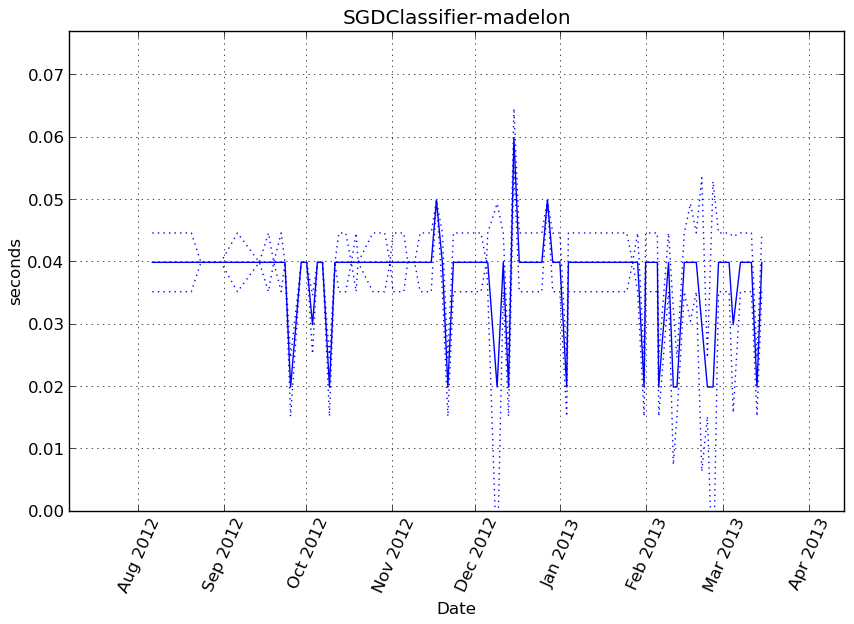 SGDClassifier-madelon
0.07
0.06
0.05
0.04
0.03
0.02
0.01
0.00
seconds
Aug 2012
Sep 2012
Oct 2012
Nov 2012
Dec 2012
Jan 2013
Feb 2013
Mar 2013
Apr 2013
Date